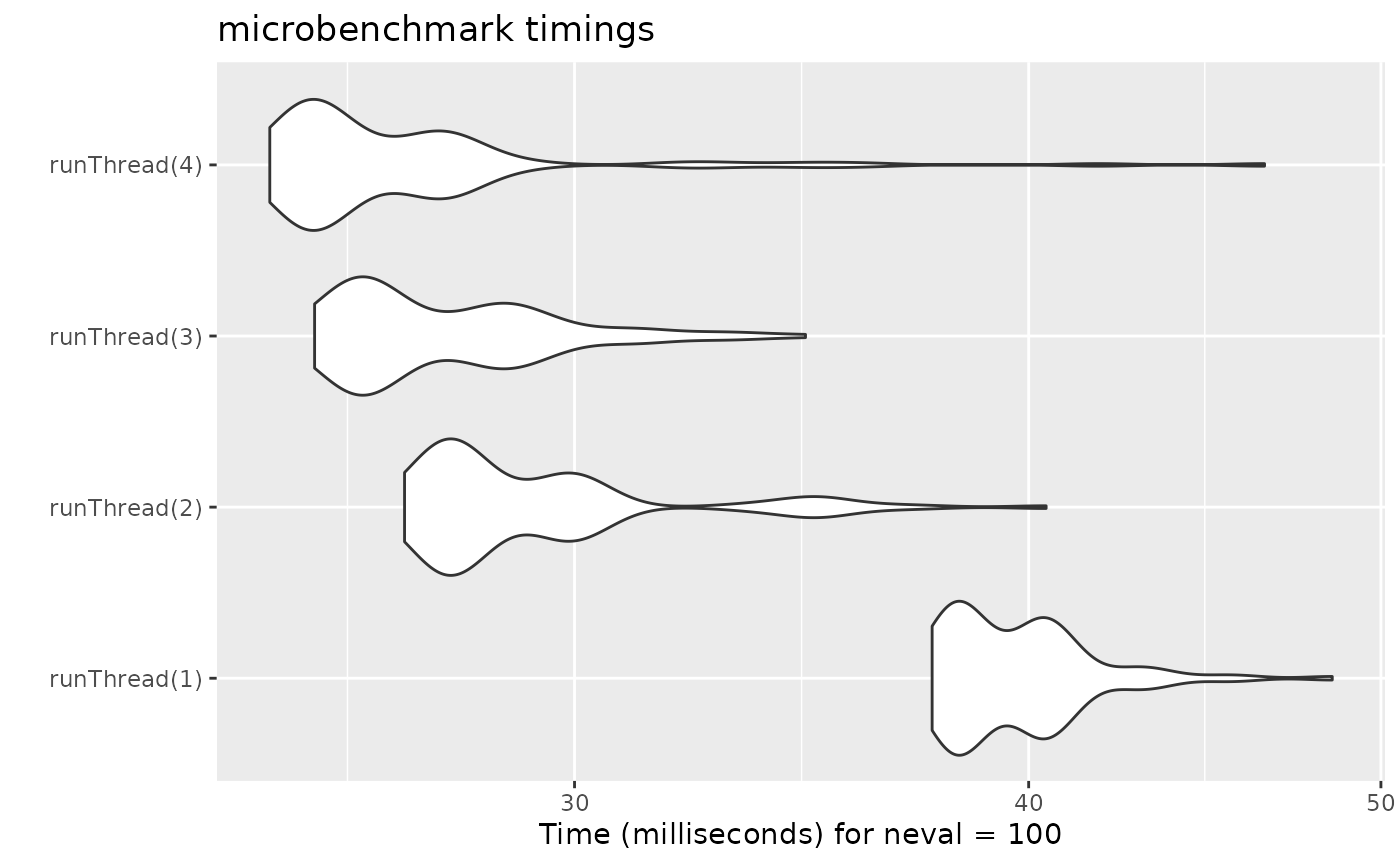 microbenchmark timings
runThread(4)
runThread(3)
runThread(2)
runThread(1)
30 40 50
Time (milliseconds) for neval = 100